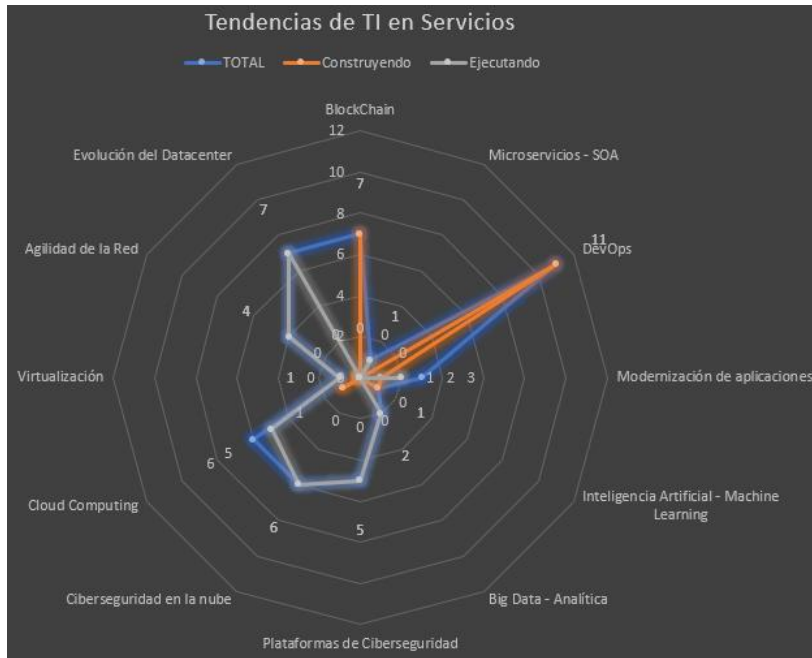 Tendencias de TI en Servicios
TOTAL Construyendo Ejecutando
BlockChain
12
Evolución del Datacenter
Microservicios - SOA
10
7
7
8
11
Agilidad de la Red
DevOps
6
4
4
1
0
0
0
0
Virtualización
1 0
1 2 3
Modernización de aplicaciones
0
1
0 0
1
0
5
2
6
Inteligencia Artificial - Machine
Learning
Cloud Computing
6
5
Ciberseguridad en la nube
Big Data - Analítica
Plataformas de Ciberseguridad